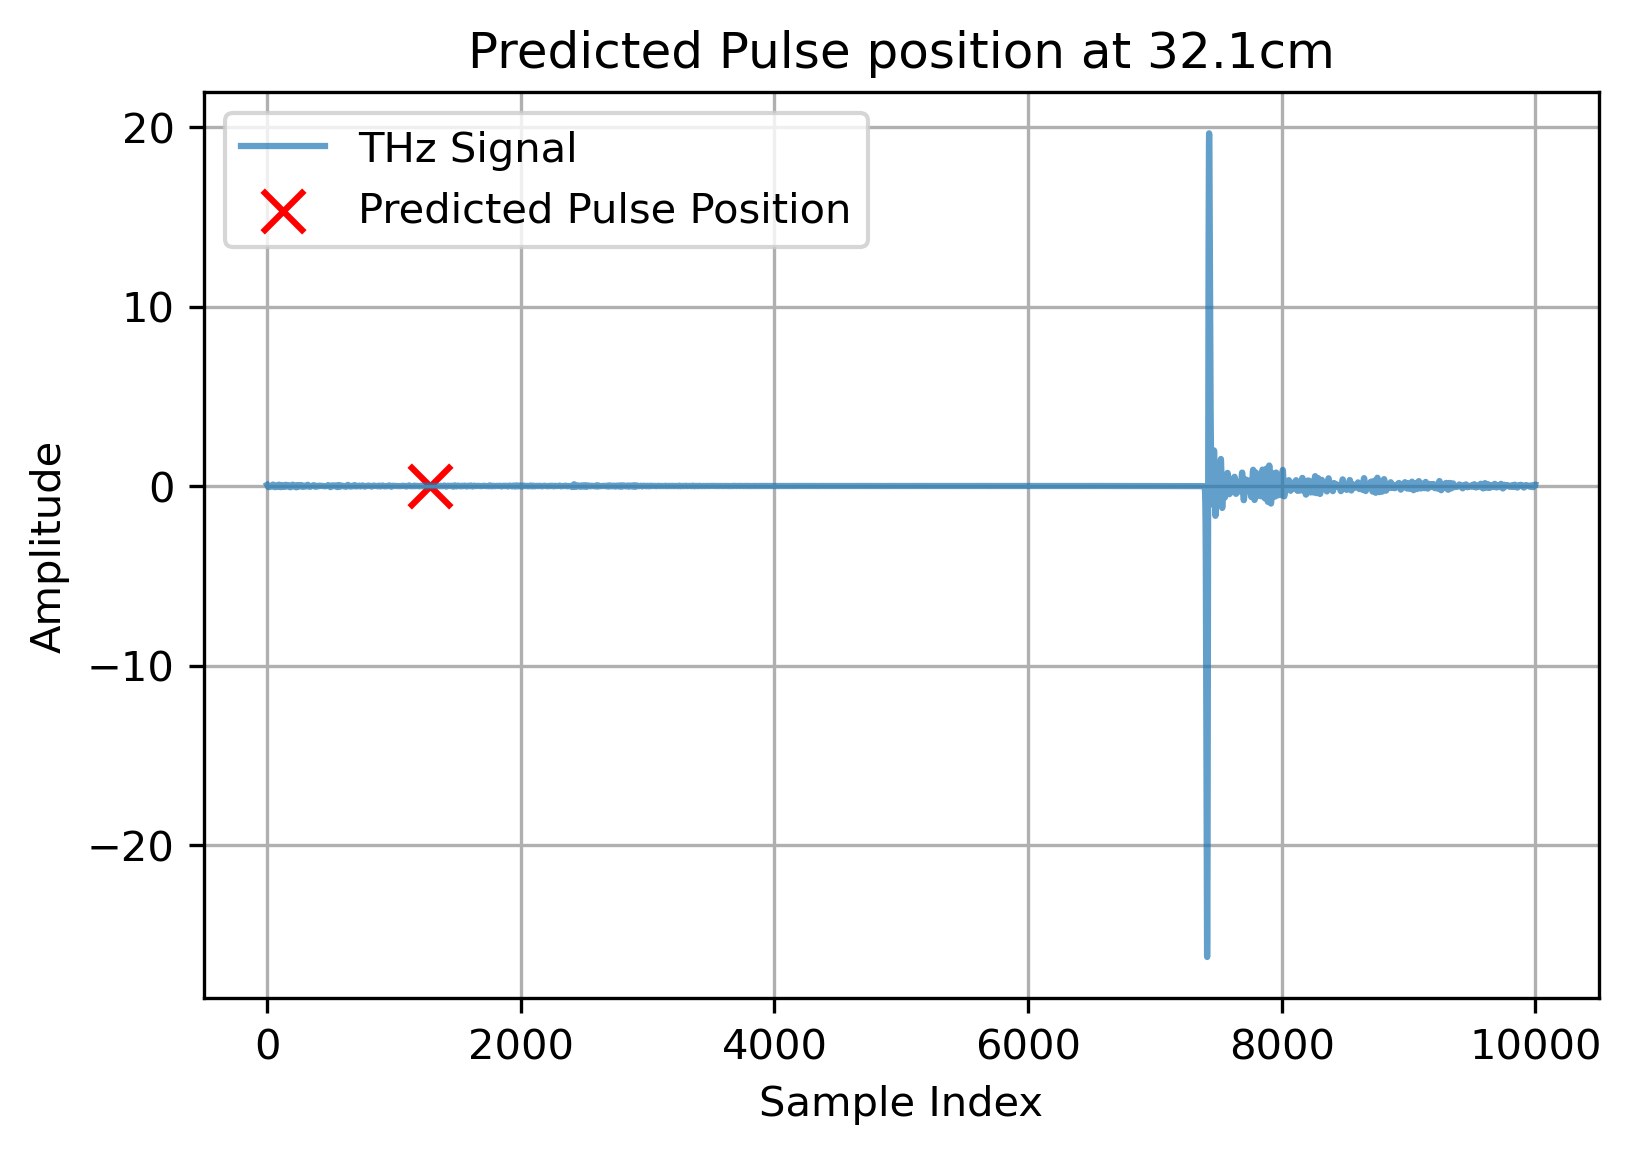 Predicted Pulse position at 32.1cm
THz Signal
Predicted Pulse Position
Amplitude
20
10
0
−10
−20
0 2000 4000 6000 8000 10000
Sample Index